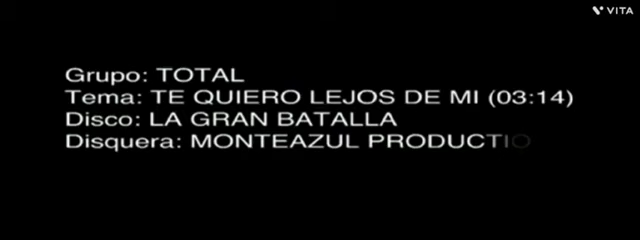 VITA
Grupo: TOTAL
Tema: TE QUIERO LEJOS DE MI (03:14)
Disco: LA GRAN BATALLA
Disquera: MONTEAZUL PRODUCTIO